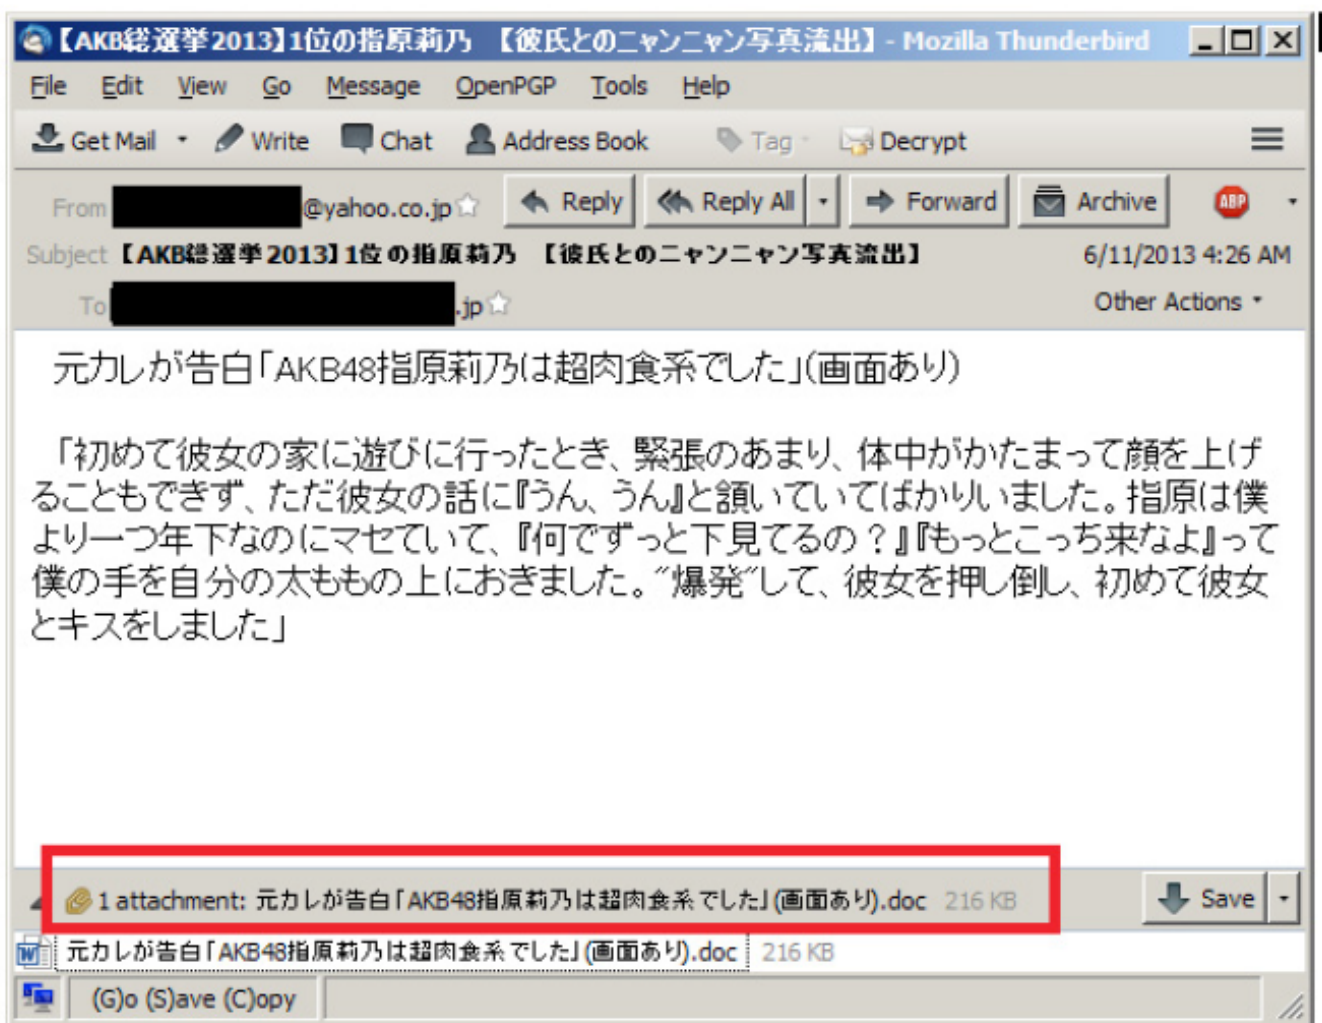 【AKB総選挙2013】1位の指原莉乃 【彼氏とのニャンニャン写真流出】 - Mozilla Thunderbird
File Edit View Go Message OpenPGP Tools Help
Get Mail Write Chat Address Book Tag Decrypt
From @yahoo.co.jp Reply Reply All Forward Archive ABP
Subject 【AKB総選挙2013】1位の指原莉乃 【彼氏とのニャンニャン写真流出】 6/11/2013 4:26 AM
To .jp Other Actions
元カレが告白「AKB48指原莉乃は超肉食系でした」(画面あり)
「初めて彼女の家に遊びに行ったとき、緊張のあまり、体中がかたまって顔を上げ
ることもできず、ただ彼女の話に『うん、うん』と頷いていてばかりいました。指原は僕
より一つ年下なのにマセていて、『何でずっと下見てるの？』『もっとこっち来なよ』って
僕の手を自分の太ももの上におきました。“爆発”して、彼女を押し倒し、初めて彼女
とキスをしました」
1 attachment: 元カレが告白「AKB48指原莉乃は超肉食系でした」(画面あり).doc 216 KB Save
元カレが告白「AKB48指原莉乃は超肉食系でした」(画面あり).doc 216 KB
(G)o (S)ave (C)opy